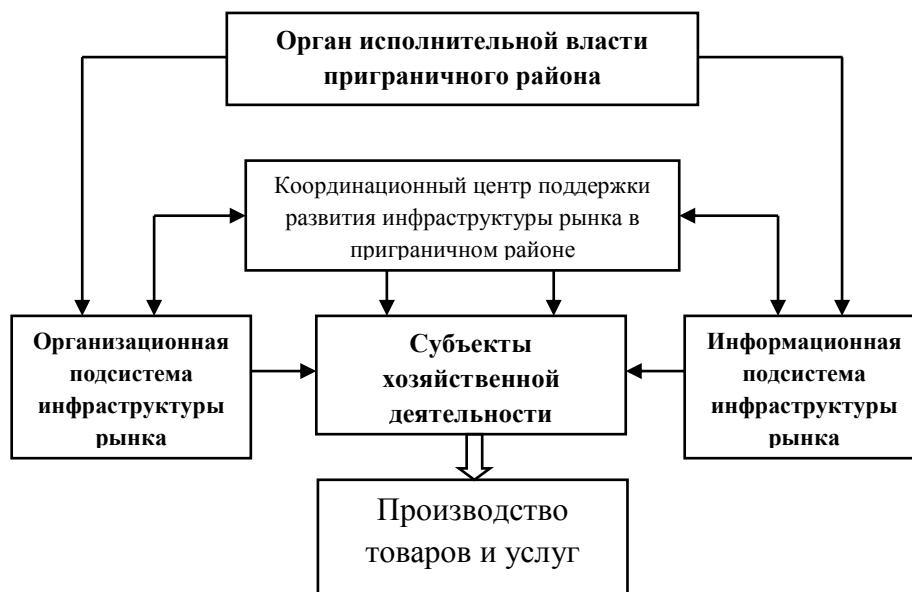 Орган исполнительной власти
приграничного района
Координационный центр поддержки
развития инфраструктуры рынка в
приграничном районе
Организационная
подсистема
инфраструктуры
рынка
Субъекты
хозяйственной
деятельности
Информационная
подсистема
инфраструктуры
рынка
Производство
товаров и услуг